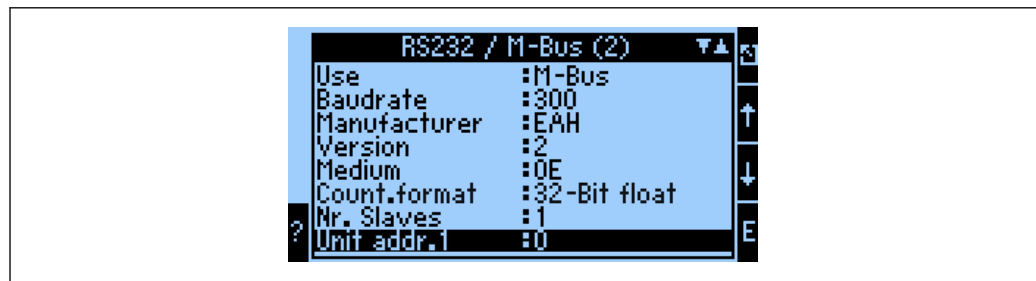 RS232 / M-Bus (2) ▼▲
Use :M-Bus
Baudrate :300
Manufacturer :EAH
Version :2
Medium :0E
Count.format :32-Bit float
Nr. Slaves :1
Unit addr.1 :0
↑
↓
? E